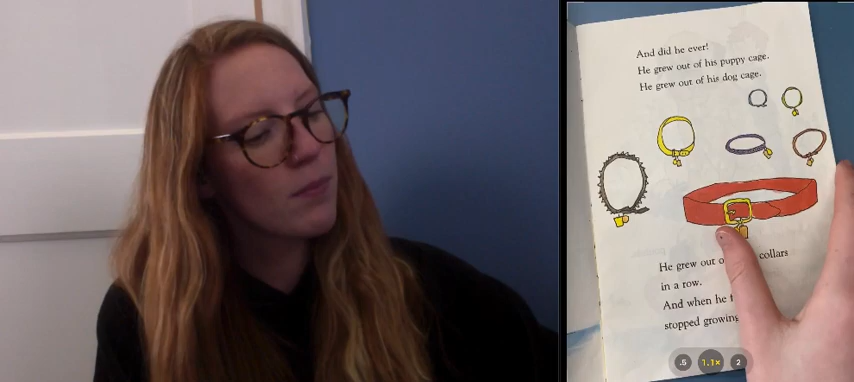 And did he ever!
He grew out of his puppy cage.
He grew out of his dog cage.
He grew out collars
in a row.
And when he
stopped growing
.5 1.1× 2